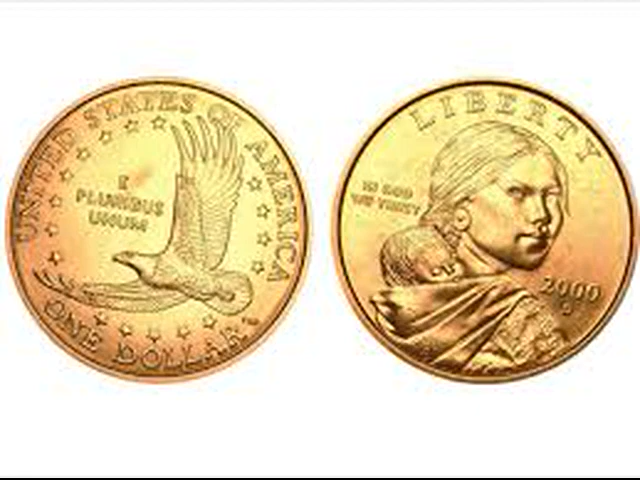 UNITED STATES OF AMERICA
E
PLURIBUS
UNUM
ONE DOLLAR
LIBERTY
IN GOD
WE TRUST
2000